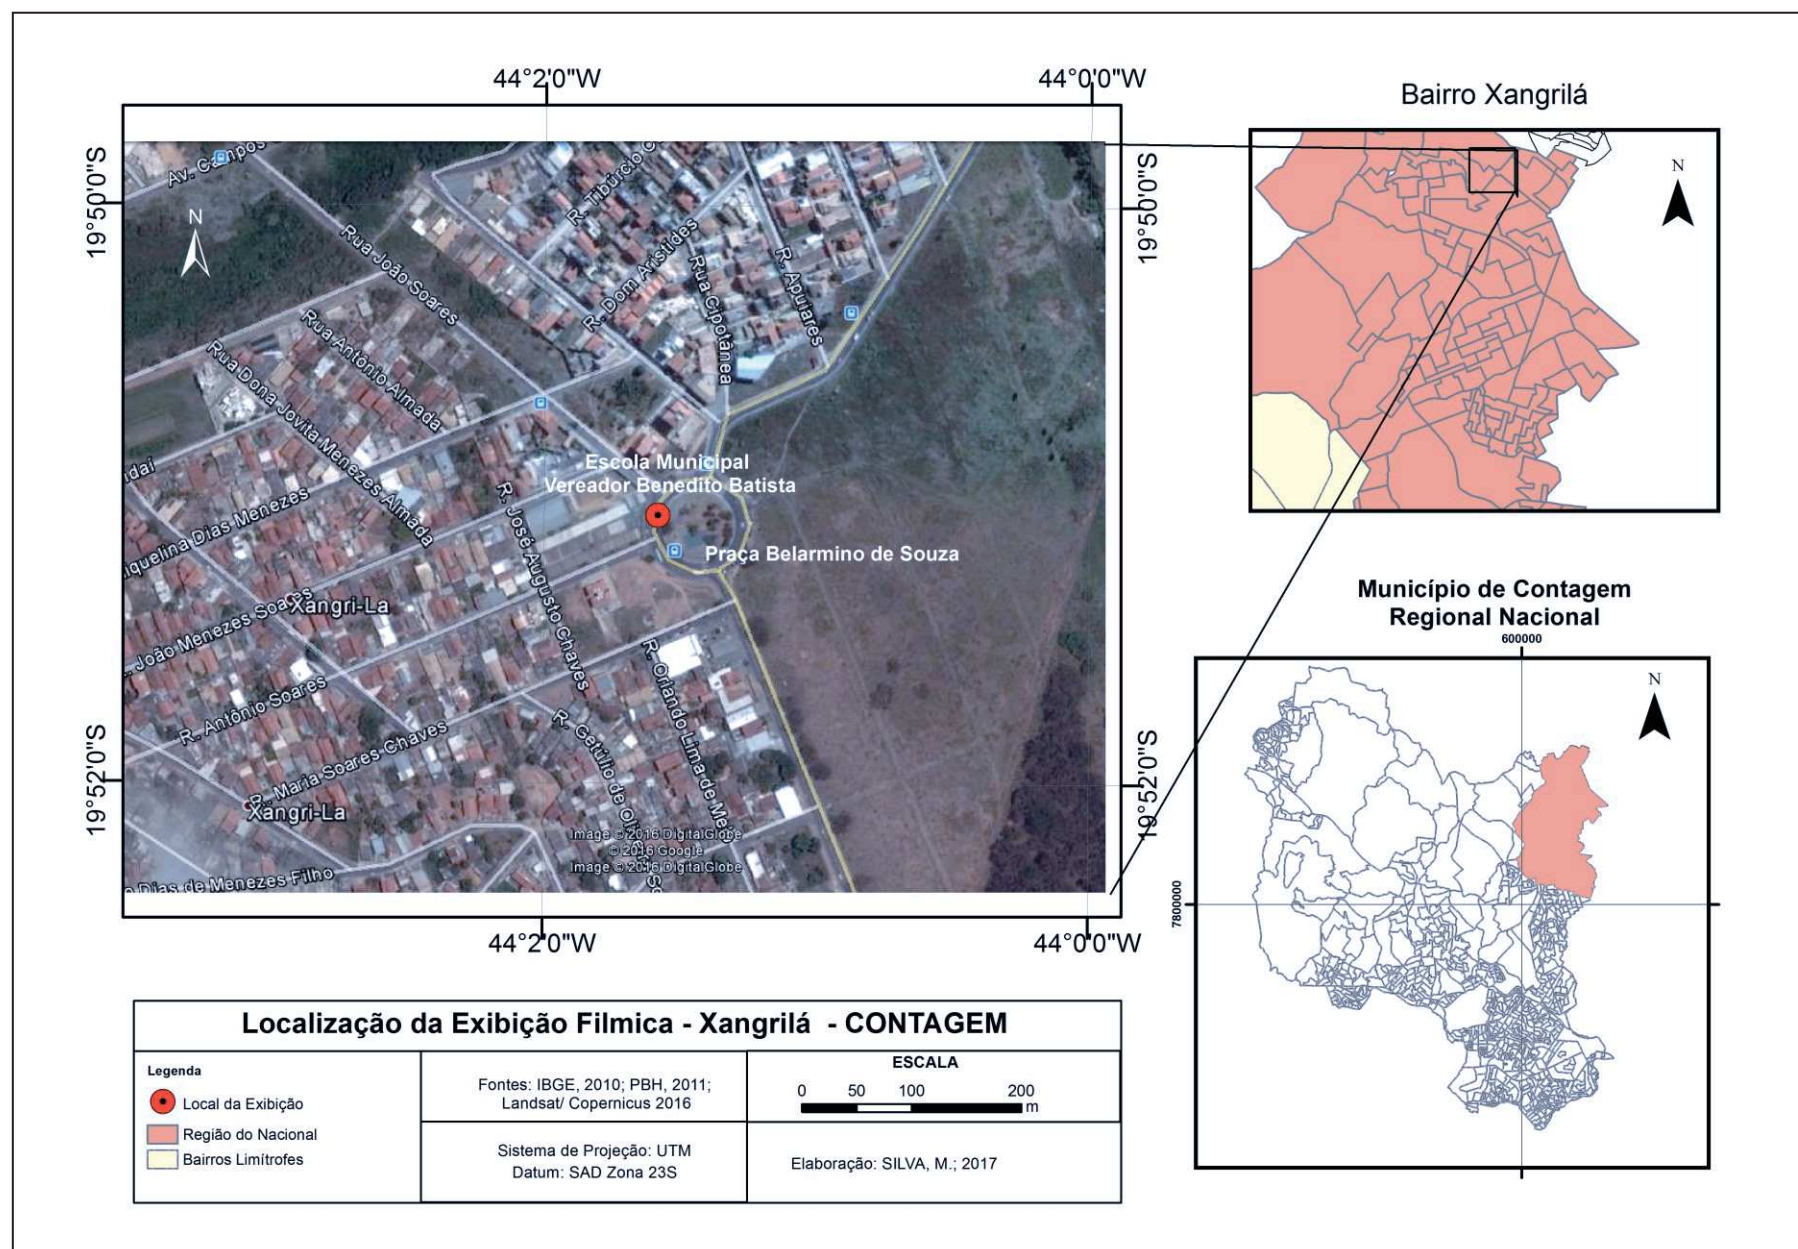 44°2'0"W
44°0'0"W
Bairro Xangrilá
19°50'0"S
19°50'0"S
N
N
Av. Campos
R. Tibúrcio
Rua João Soares
R. Dom Aristides
Rua Cipotânea
R. Apuiares
Rua Antônio Almada
Rua Dona Jovita Menezes Almada
Escola Municipal
Vereador Benedito Batista
Praça Belarmino de Souza
Dias Menezes
R. José Augusto Chaves
Xangri-La
João Menezes Soares
R. Antônio Soares
R. Maria Soares Chaves
R. Getúlio de
R. Orlando Lima de
Xangri-La
Dias de Menezes Filho
Image © 2016 DigitalGlobe
© 2016 Google
Image © 2016 DigitalGlobe
19°52'0"S
19°52'0"S
44°2'0"W
44°0'0"W
Município de Contagem
Regional Nacional
600000
N
7800000
Localização da Exibição Filmica - Xangrilá - CONTAGEM
Legenda
Local da Exibição
Região do Nacional
Bairros Limítrofes
Fontes: IBGE, 2010; PBH, 2011;
Landsat/ Copernicus 2016
Sistema de Projeção: UTM
Datum: SAD Zona 23S
ESCALA
0 50 100 200
m
Elaboração: SILVA, M.; 2017